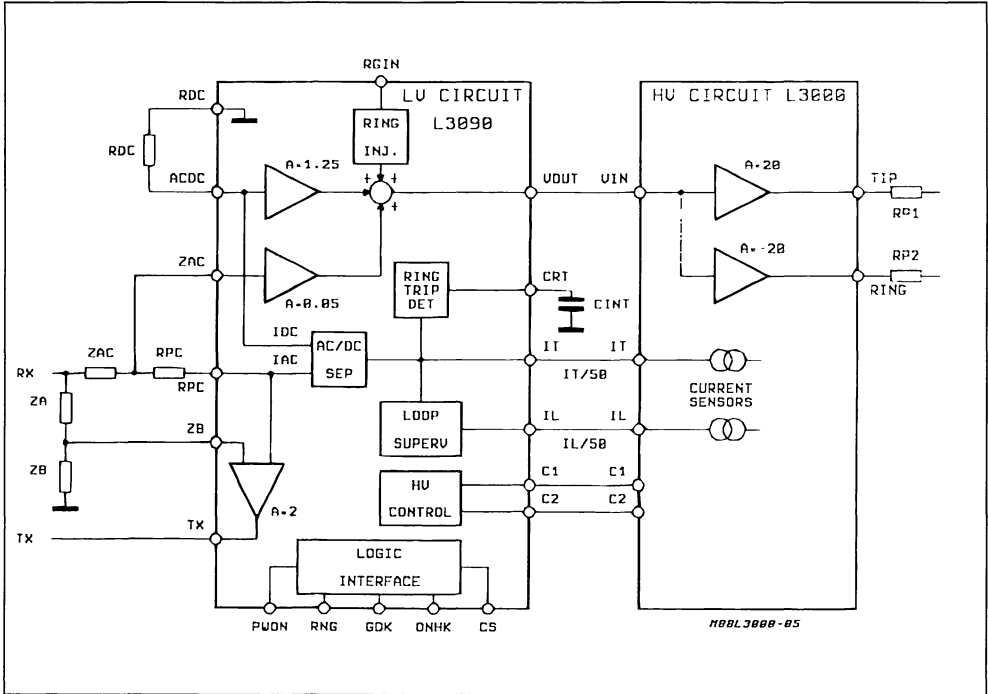 RGIN
LV CIRCUIT
L3090
HV CIRCUIT L3000
RDC
RDC
RING
INJ.
ACDC
A=1.25
+ + +
VOUT VIN
A=20
TIP
RP1
ZAC
A=0.05
RING
TRIP
DET
CRT
CINT
A=-20
RP2
RING
IDC
IAC
AC/DC
SEP
RX
ZAC
RPC
RPC
IT IT
IT/50
CURRENT
SENSORS
ZA
ZB
LOOP
SUPERV
IL IL
IL/50
ZB
A=2
HV
CONTROL
C1 C1
C2 C2
TX
TX
LOGIC
INTERFACE
PWON RNG GDK ONHK CS
M88L3000-05